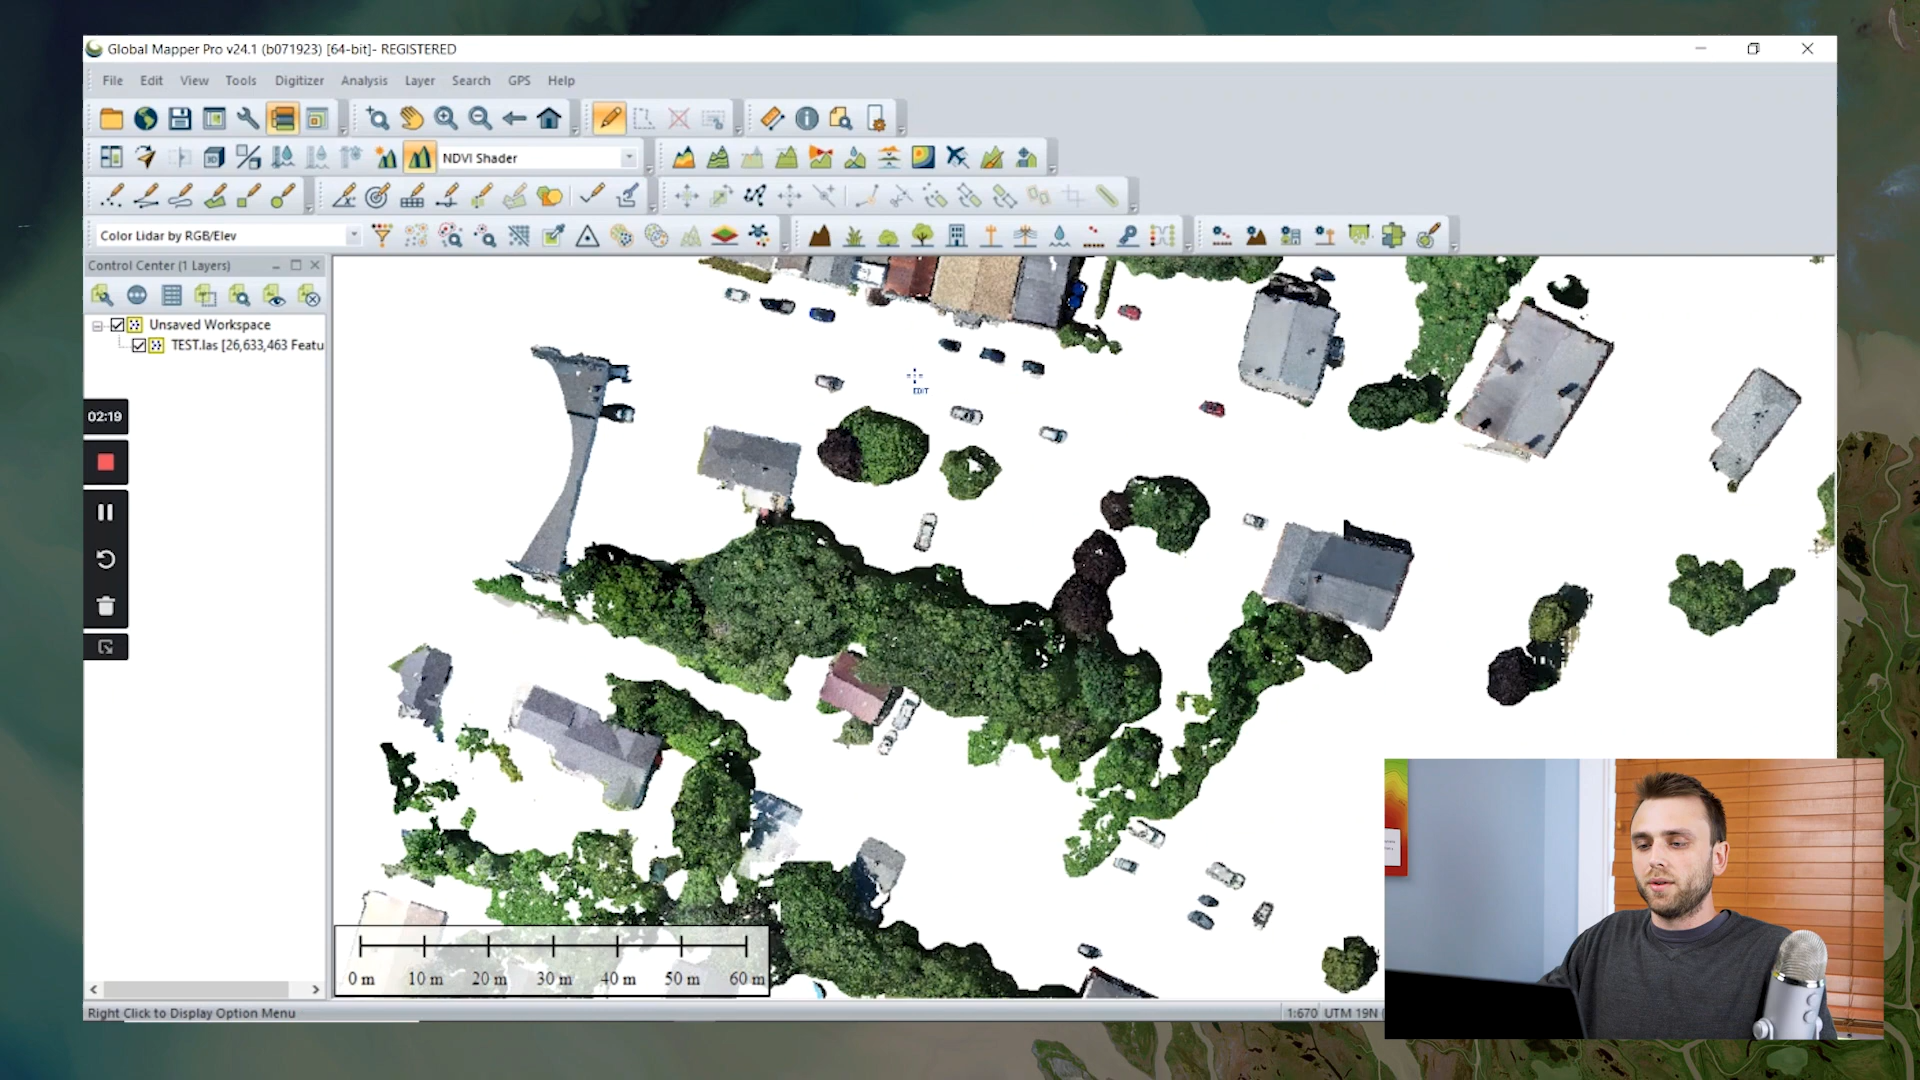 Global Mapper Pro v24.1 (b071923) [64-bit]- REGISTERED
File Edit View Tools Digitizer Analysis Layer Search GPS Help
NDVI Shader
Color Lidar by RGB/Elev
Control Center (1 Layers)
Unsaved Workspace
TEST.las [26,633,463 Featu
02:19
EDIT
0 m 10 m 20 m 30 m 40 m 50 m 60 m
Right Click to Display Option Menu
1:670 UTM 19N (